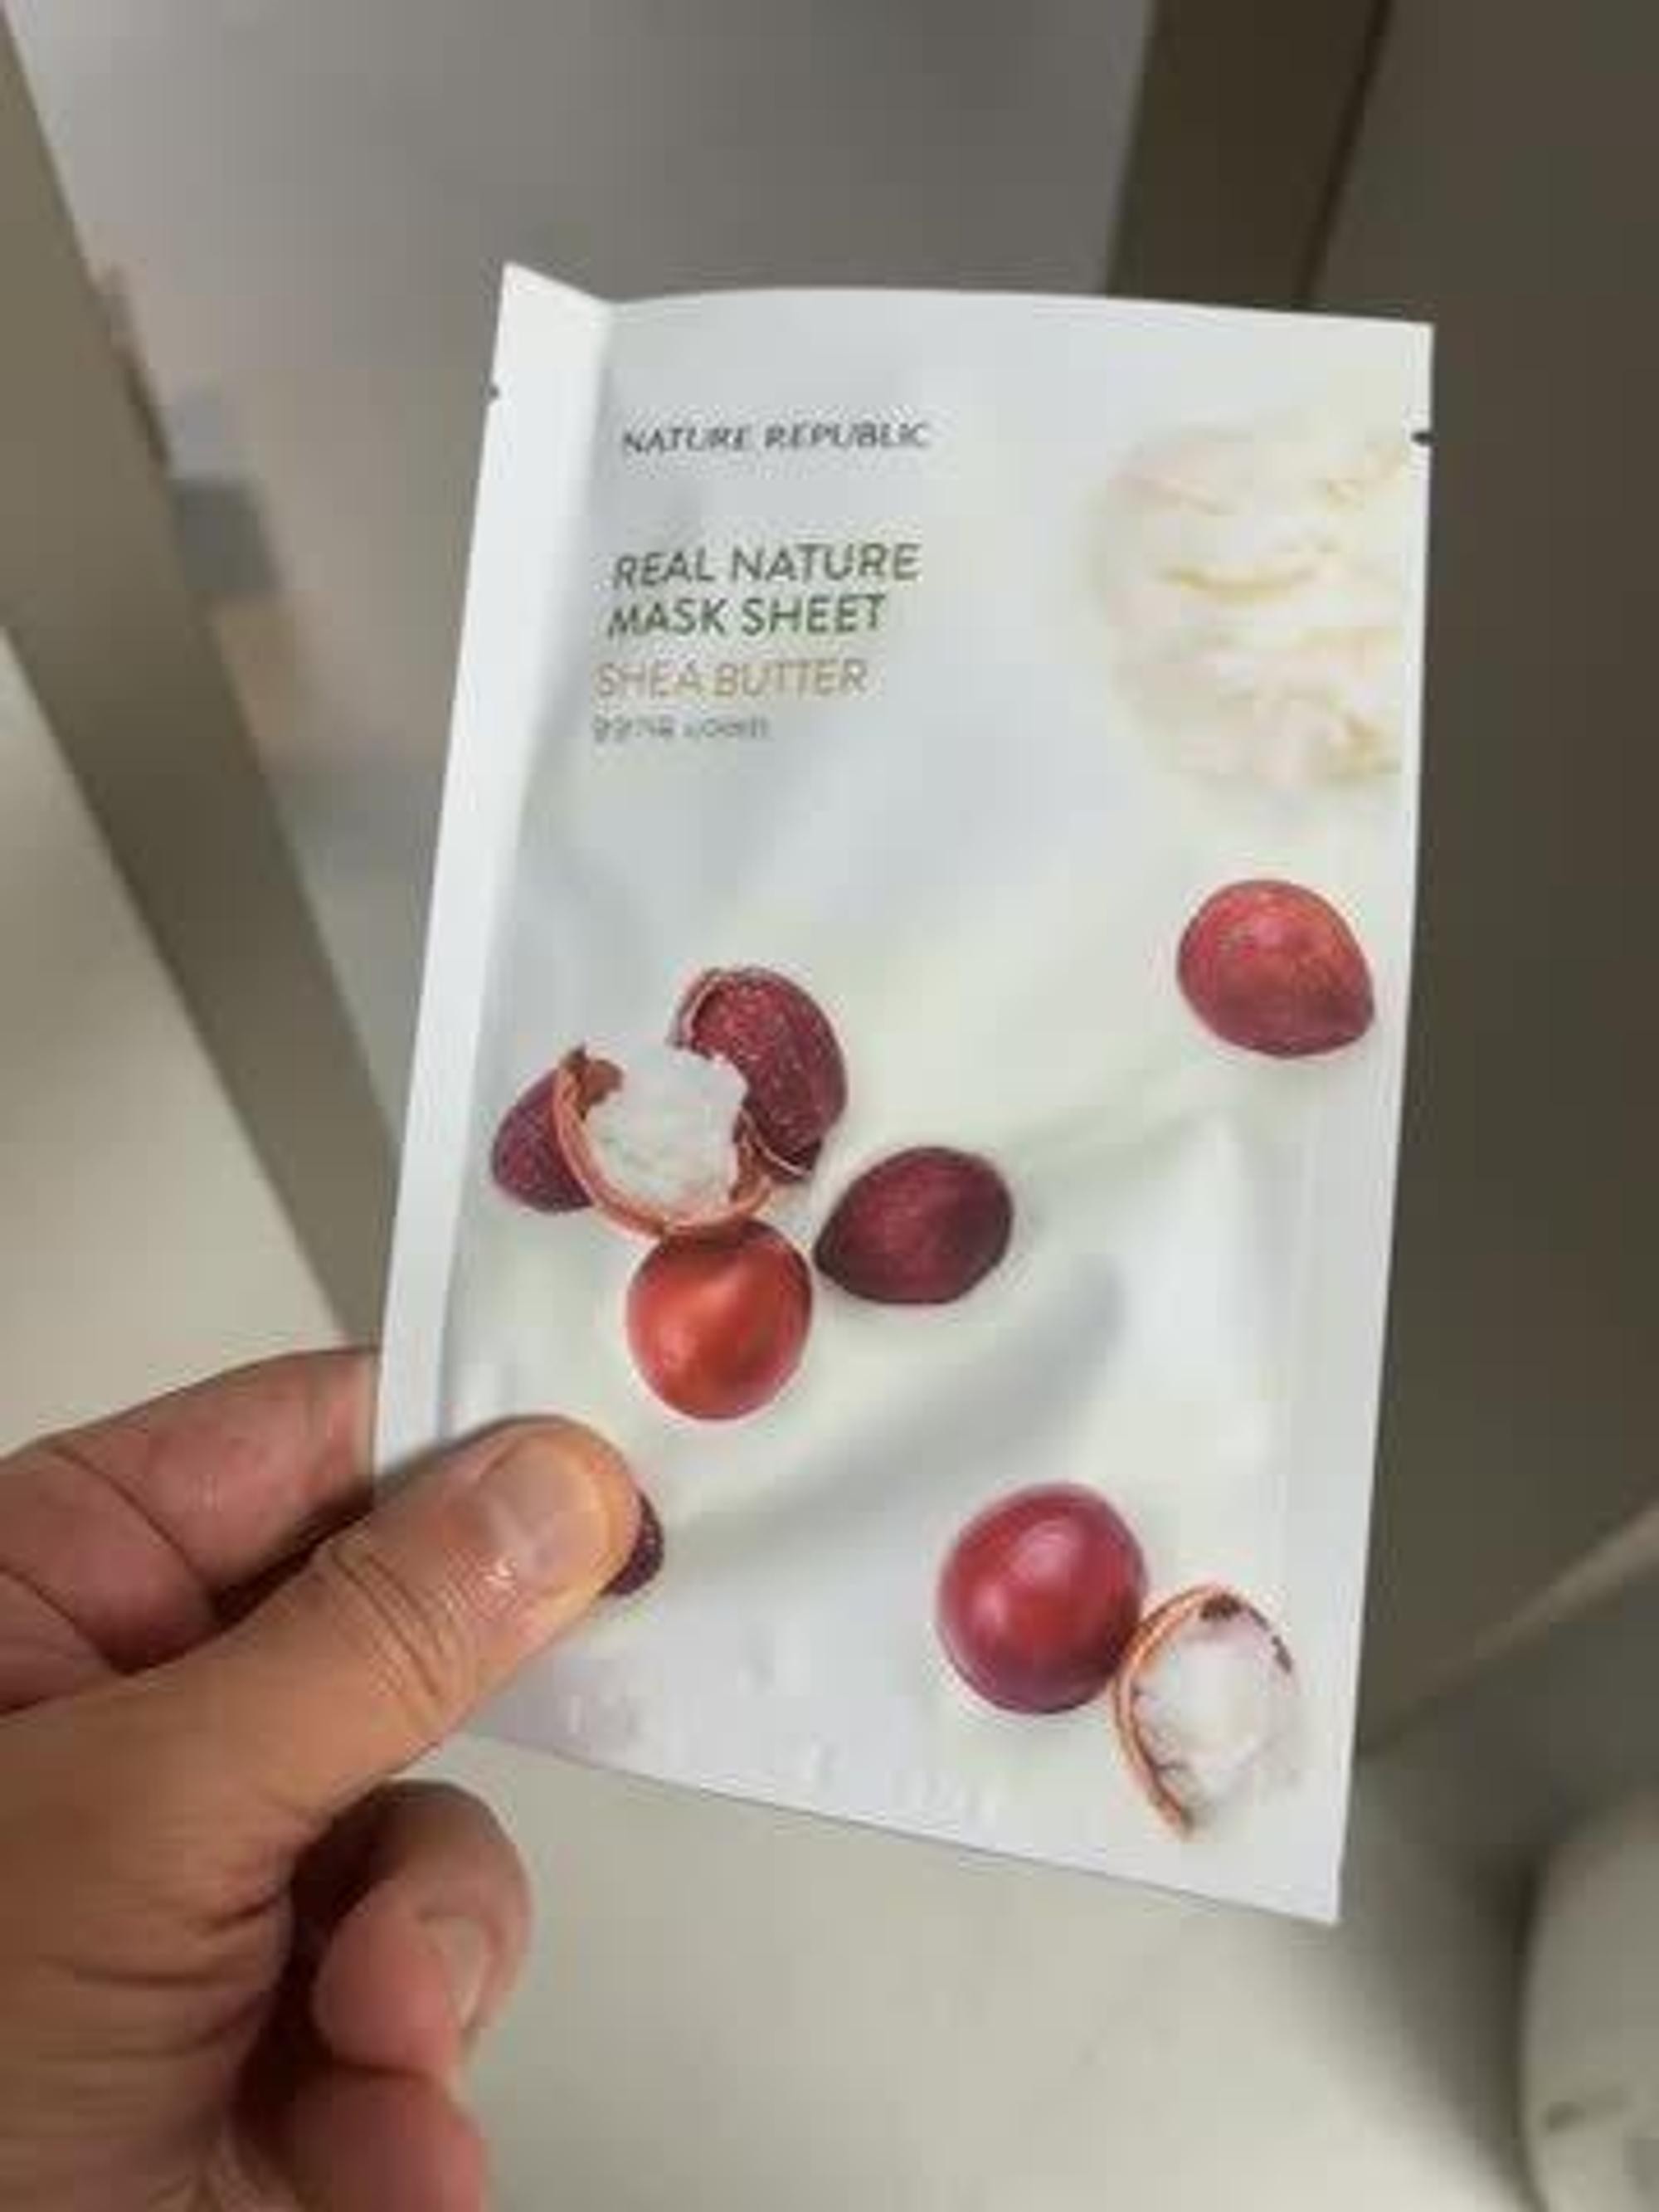 NATURE REPUBLIC
REAL NATURE
MASK SHEET
SHEA BUTTER